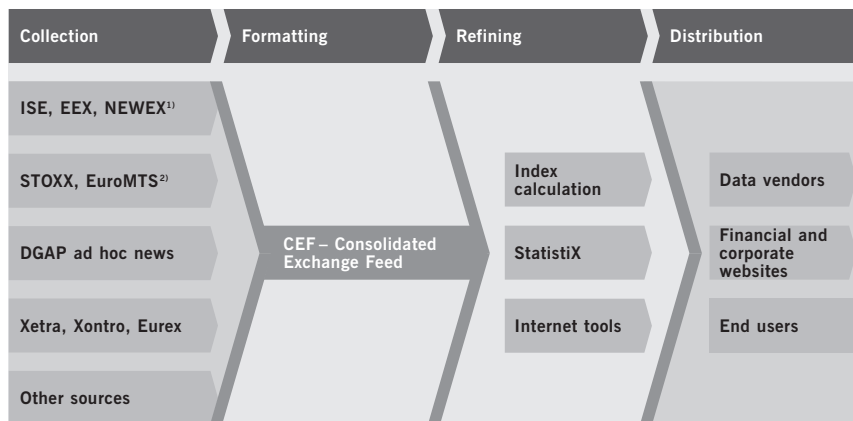 Collection
Formatting
Refining
Distribution
ISE, EEX, NEWEX1)
STOXX, EuroMTS2)
DGAP ad hoc news
Xetra, Xontro, Eurex
Other sources
CEF – Consolidated
Exchange Feed
Index
calculation
StatistiX
Internet tools
Data vendors
Financial and
corporate
websites
End users